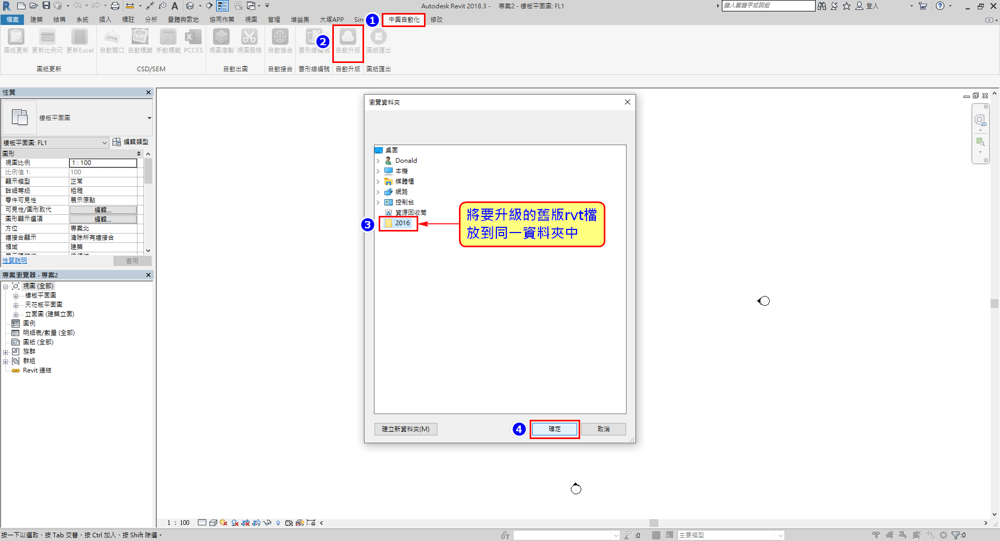 Autodesk Revit 2018.3 - 專案2 - 樓板平面圖: FL1
鍵入關鍵字或詞組
登入
檔案 建築 結構 系統 插入 標註 分析 量體與敷地 協同作業 視圖 管理 增益集 大塚APP Sin 1 中興自動化 修改
2
圖紙更新 更新比例尺 更新Excel 自動開口 自動標籤 手動標籤 PCCES 視圖複製 視圖搬移 自動接合 雲形線編號 自動升版 圖紙匯出
圖紙更新 CSD/SEM 自動出圖 自動接合 雲形線編號 自動升版 圖紙匯出
性質
樓板平面圖
樓板平面圖: FL1
編輯類型
圖形
視圖比例 1 : 100
比例值 1: 100
顯示模型 正常
詳細等級 粗糙
零件可見性 展示原點
可見性/圖形取代 編輯...
圖形顯示選項 編輯...
方位 專案北
牆接合顯示 清除所有牆接合
領域 建築
性質說明 套用
專案瀏覽器 - 專案2
視圖 (全部)
樓板平面圖
天花板平面圖
立面圖 (建築立面)
圖例
明細表/數量 (全部)
圖紙 (全部)
族群
群組
Revit 連結
瀏覽資料夾
桌面
Donald
本機
媒體櫃
網路
控制台
資源回收筒
3 2016
將要升級的舊版rvt檔
放到同一資料夾中
建立新資料夾(M) 4 確定 取消
2D
1 : 100
按一下以選取、按 Tab 交替、按 Ctrl 加入、按 Shift 除選。
:0
主要模型
:0